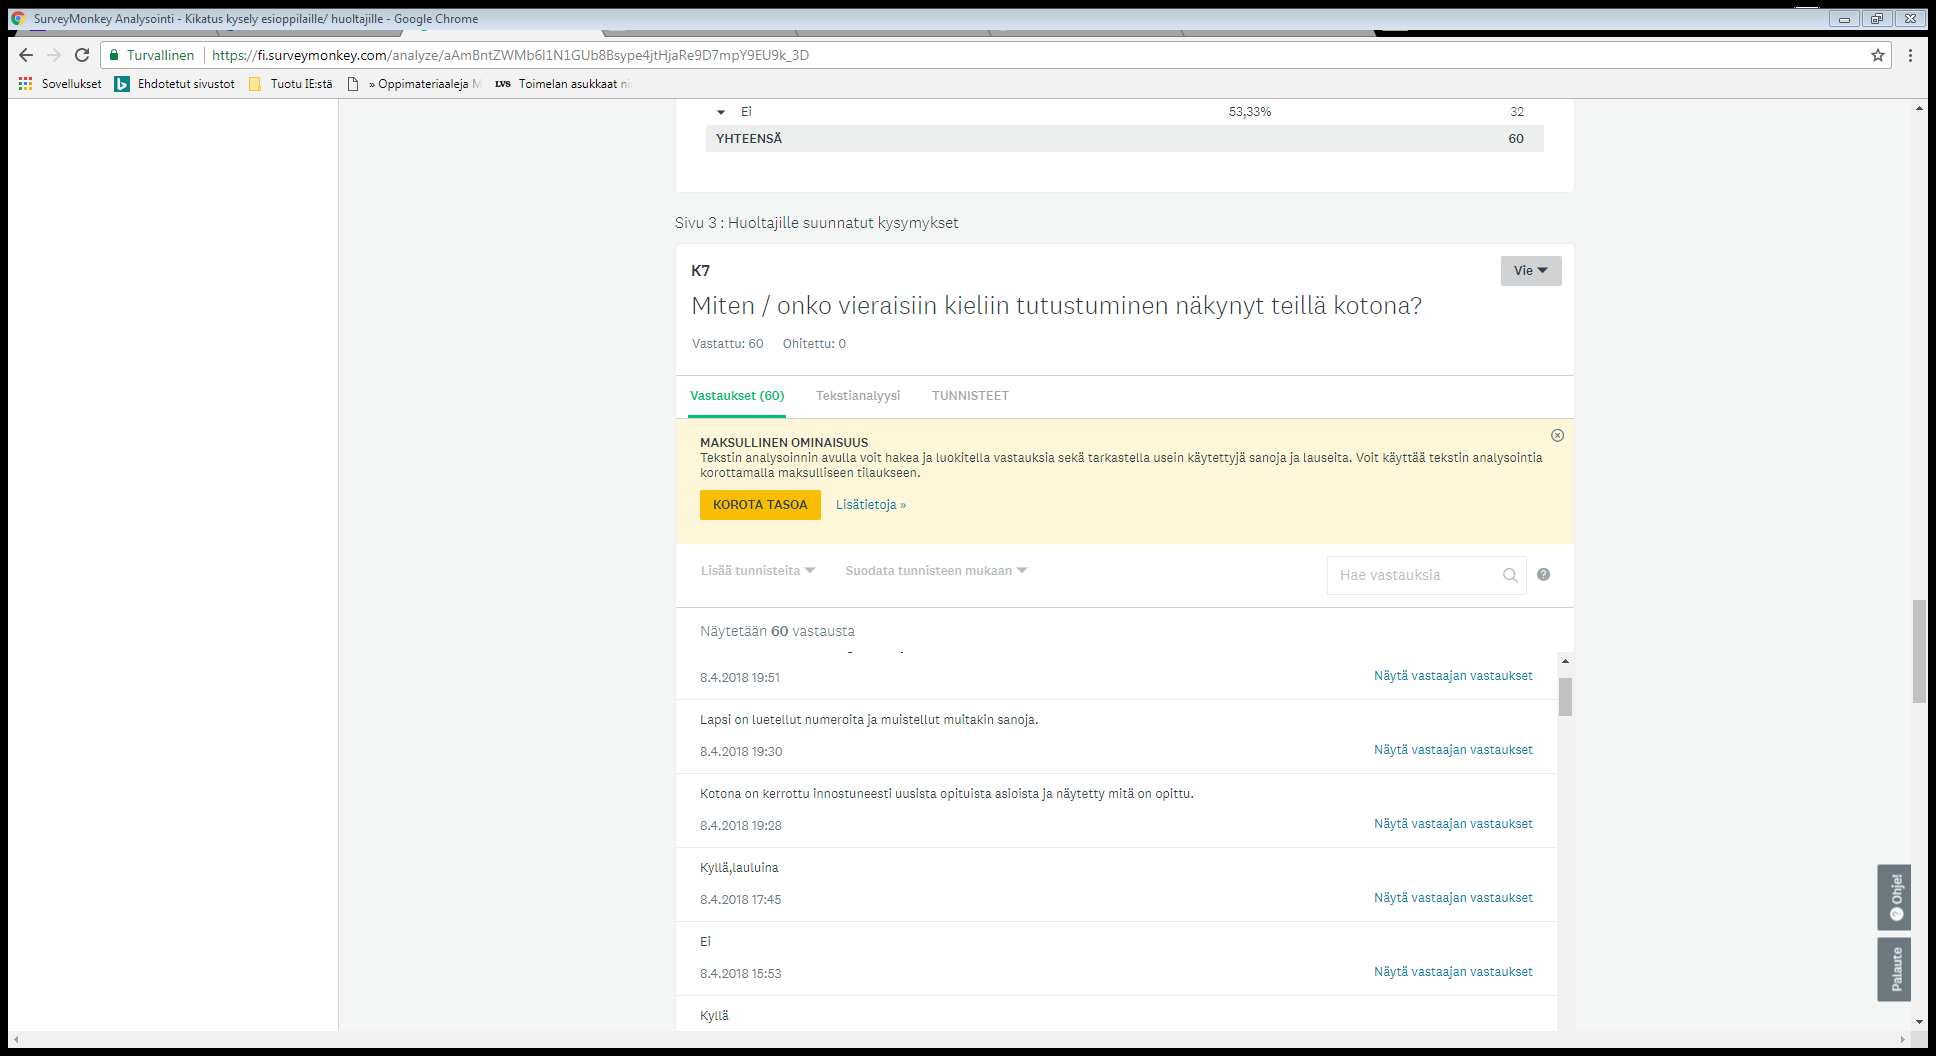 SurveyMonkey Analysointi - Kikatus kysely esioppilaille/ huoltajille - Google Chrome
Turvallinen https://fi.surveymonkey.com/analyze/aAmBntZWMb6I1N1GUb8Bsype4jtHjaRe9D7mpY9EU9k_3D
Sovellukset Ehdotetut sivustot Tuotu IE:stä » Oppimateriaaleja M LVS Toimelan asukkaat ni
Ei 53,33% 32
YHTEENSÄ 60
Sivu 3 : Huoltajille suunnatut kysymykset
K7 Vie
Miten / onko vieraisiin kieliin tutustuminen näkynyt teillä kotona?
Vastattu: 60 Ohitettu: 0
Vastaukset (60) Tekstianalyysi TUNNISTEET
MAKSULLINEN OMINAISUUS
Tekstin analysoinnin avulla voit hakea ja luokitella vastauksia sekä tarkastella usein käytettyjä sanoja ja lauseita. Voit käyttää tekstin analysointia
korottamalla maksulliseen tilaukseen.
KOROTA TASOA Lisätietoja »
Lisää tunnisteita Suodata tunnisteen mukaan Hae vastauksia ?
Näytetään 60 vastausta
8.4.2018 19:51 Näytä vastaajan vastaukset
Lapsi on luetellut numeroita ja muistellut muitakin sanoja.
8.4.2018 19:30 Näytä vastaajan vastaukset
Kotona on kerrottu innostuneesti uusista opituista asioista ja näytetty mitä on opittu.
8.4.2018 19:28 Näytä vastaajan vastaukset
Kyllä,lauluina
8.4.2018 17:45 Näytä vastaajan vastaukset
Ei
8.4.2018 15:53 Näytä vastaajan vastaukset
Kyllä
? Ohje!
Palaute